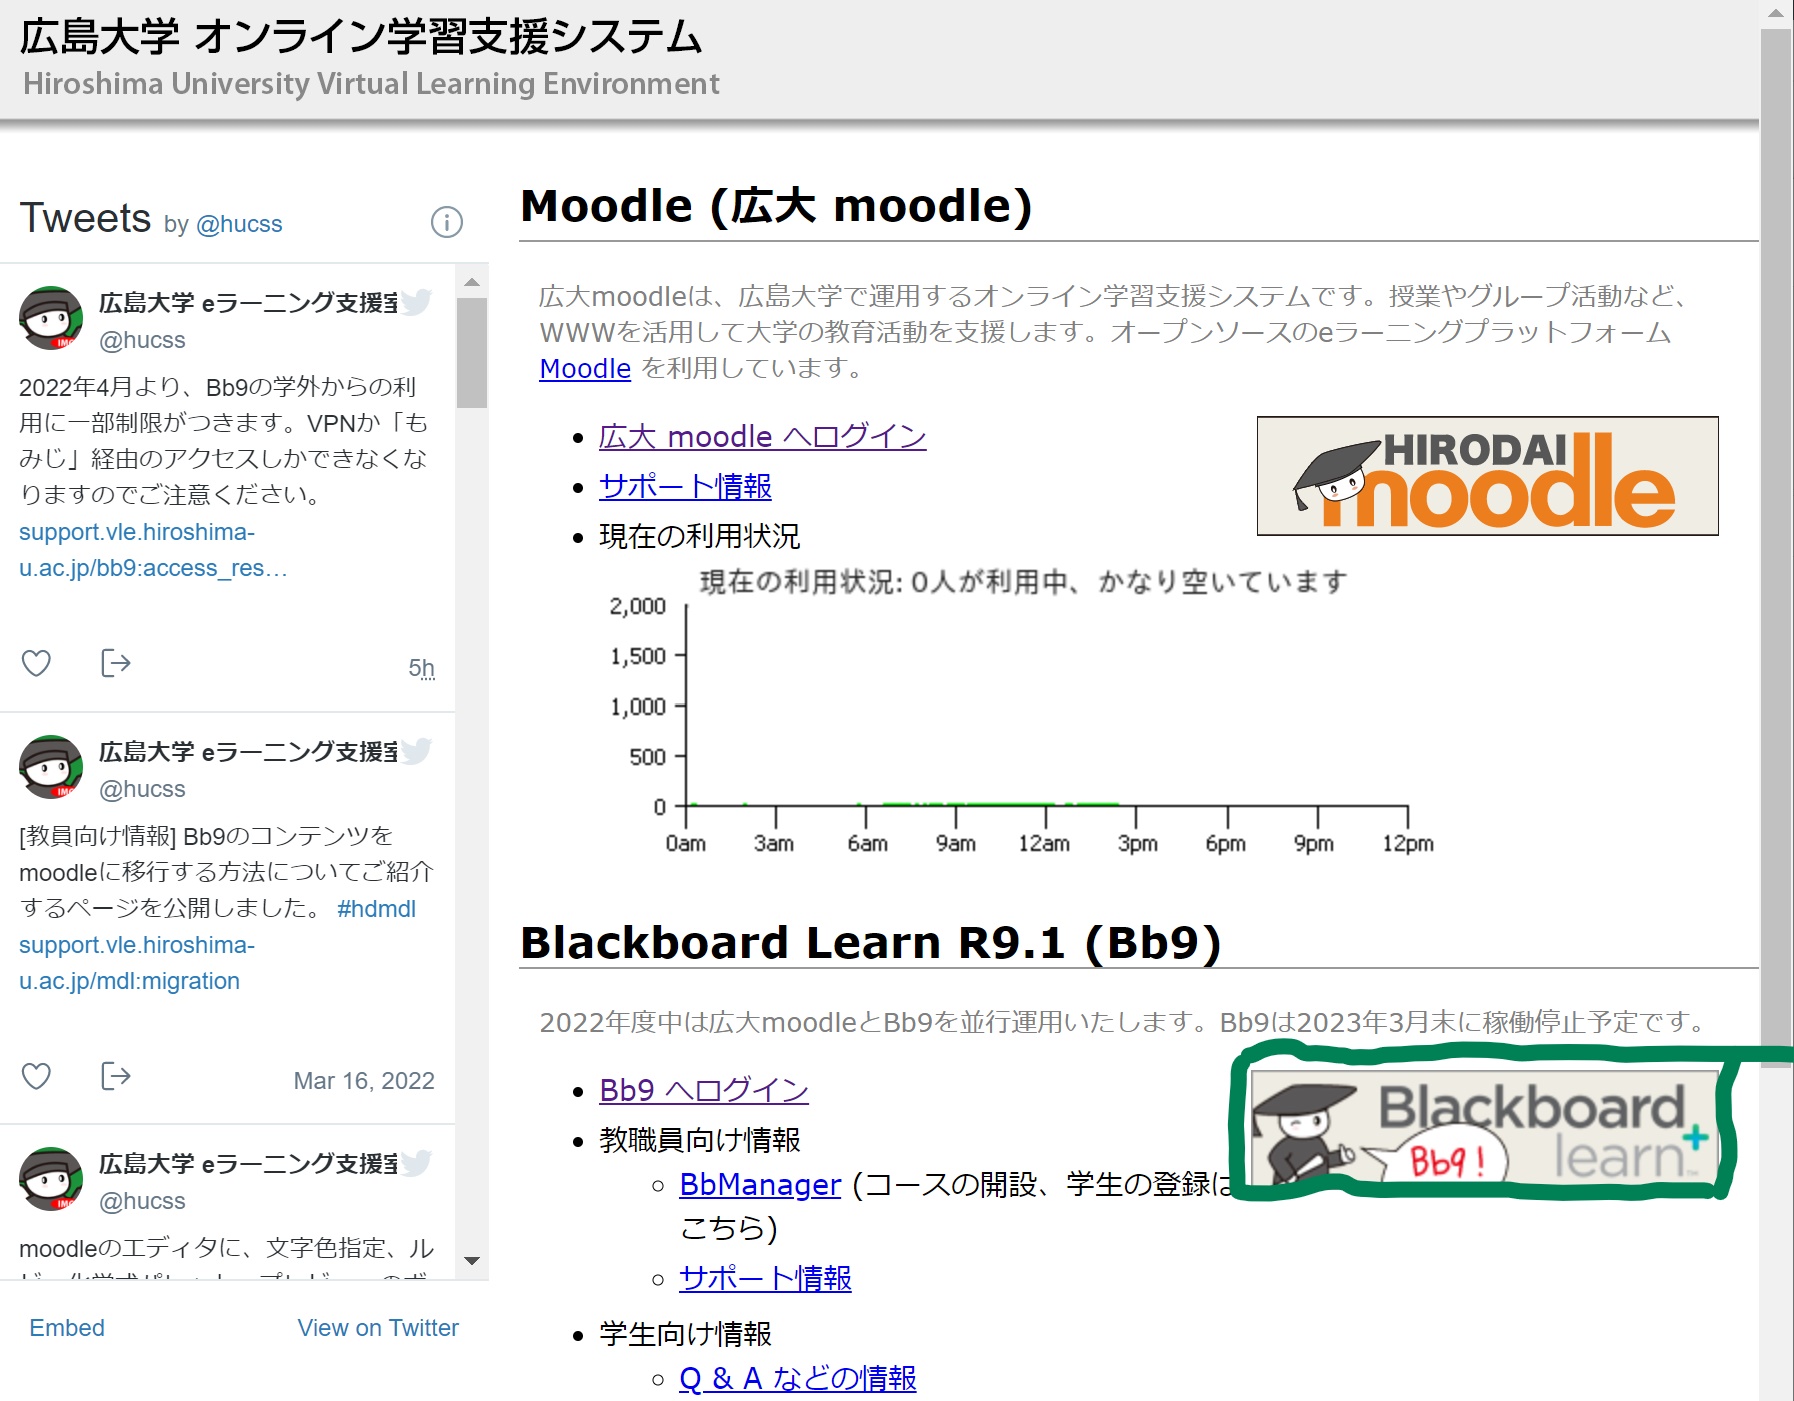 広島大学 オンライン学習支援システム
Hiroshima University Virtual Learning Environment
Tweets by @hucss
広島大学 eラーニング支援室
@hucss
2022年4月より、Bb9の学外からの利
用に一部制限がつきます。VPNか「も
みじ」経由のアクセスしかできなくな
りますのでご注意ください。
support.vle.hiroshima-
u.ac.jp/bb9:access_res…
5h
広島大学 eラーニング支援室
@hucss
[教員向け情報] Bb9のコンテンツを
moodleに移行する方法についてご紹介
するページを公開しました。 #hdmdl
support.vle.hiroshima-
u.ac.jp/mdl:migration
Mar 16, 2022
広島大学 eラーニング支援室
@hucss
moodleのエディタに、文字色指定、ル
Embed
View on Twitter
Moodle (広大 moodle)
広大moodleは、広島大学で運用するオンライン学習支援システムです。授業やグループ活動など、
WWWを活用して大学の教育活動を支援します。オープンソースのeラーニングプラットフォーム
Moodle を利用しています。
広大 moodle へログイン
サポート情報
現在の利用状況
HIRODAI
moodle
現在の利用状況: 0人が利用中、かなり空いています
2,000
1,500
1,000
500
0
0am 3am 6am 9am 12am 3pm 6pm 9pm 12pm
Blackboard Learn R9.1 (Bb9)
2022年度中は広大moodleとBb9を並行運用いたします。Bb9は2023年3月末に稼働停止予定です。
Bb9 へログイン
教職員向け情報
BbManager (コースの開設、学生の登録は
こちら)
サポート情報
学生向け情報
Q & A などの情報
Blackboard
learn+
Bb9!